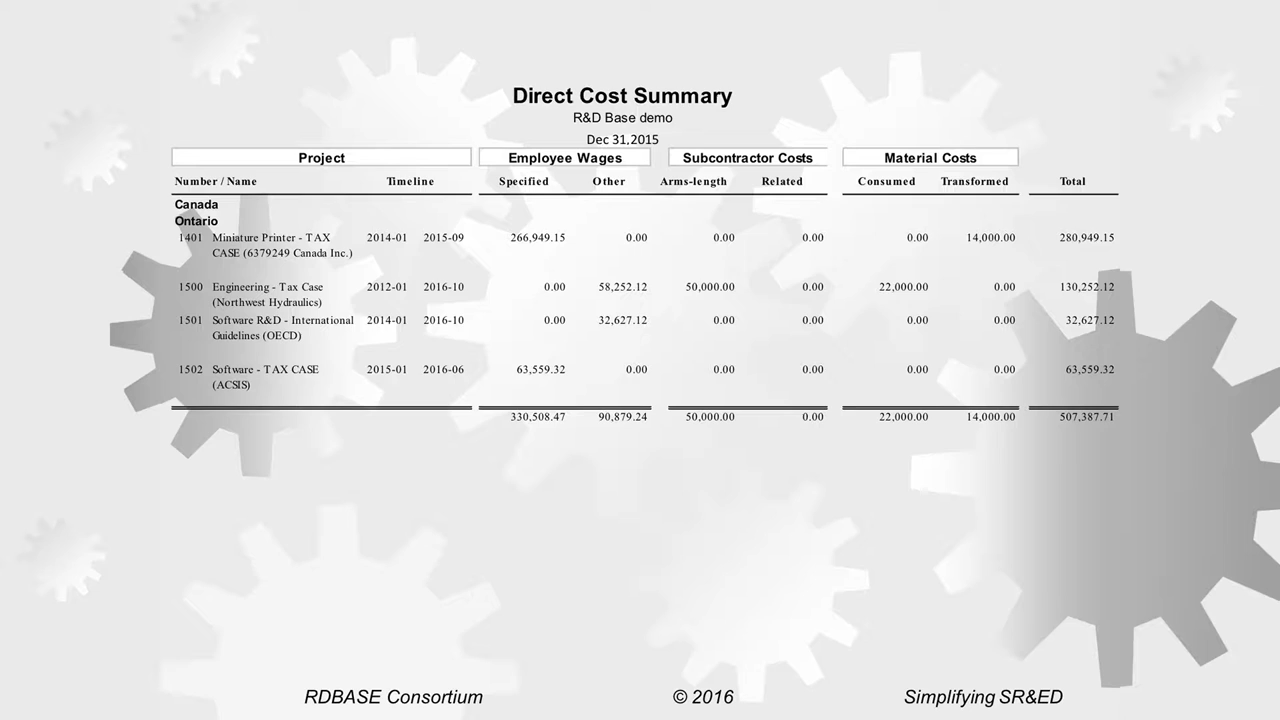 Direct Cost Summary
R&D Base demo
Dec 31,2015
Project Employee Wages Subcontractor Costs Material Costs
Number / Name Timeline Specified Other Arms-length Related Consumed Transformed Total
Canada
Ontario
1401 Miniature Printer - TAX 2014-01 2015-09 266,949.15 0.00 0.00 0.00 0.00 14,000.00 280,949.15
CASE (6379249 Canada Inc.)
1500 Engineering - Tax Case 2012-01 2016-10 0.00 58,252.12 50,000.00 0.00 22,000.00 0.00 130,252.12
(Northwest Hydraulics)
1501 Software R&D - International 2014-01 2016-10 0.00 32,627.12 0.00 0.00 0.00 0.00 32,627.12
Guidelines (OECD)
1502 Software - TAX CASE 2015-01 2016-06 63,559.32 0.00 0.00 0.00 0.00 0.00 63,559.32
(ACSIS)
330,508.47 90,879.24 50,000.00 0.00 22,000.00 14,000.00 507,387.71
RDBASE Consortium © 2016 Simplifying SR&ED